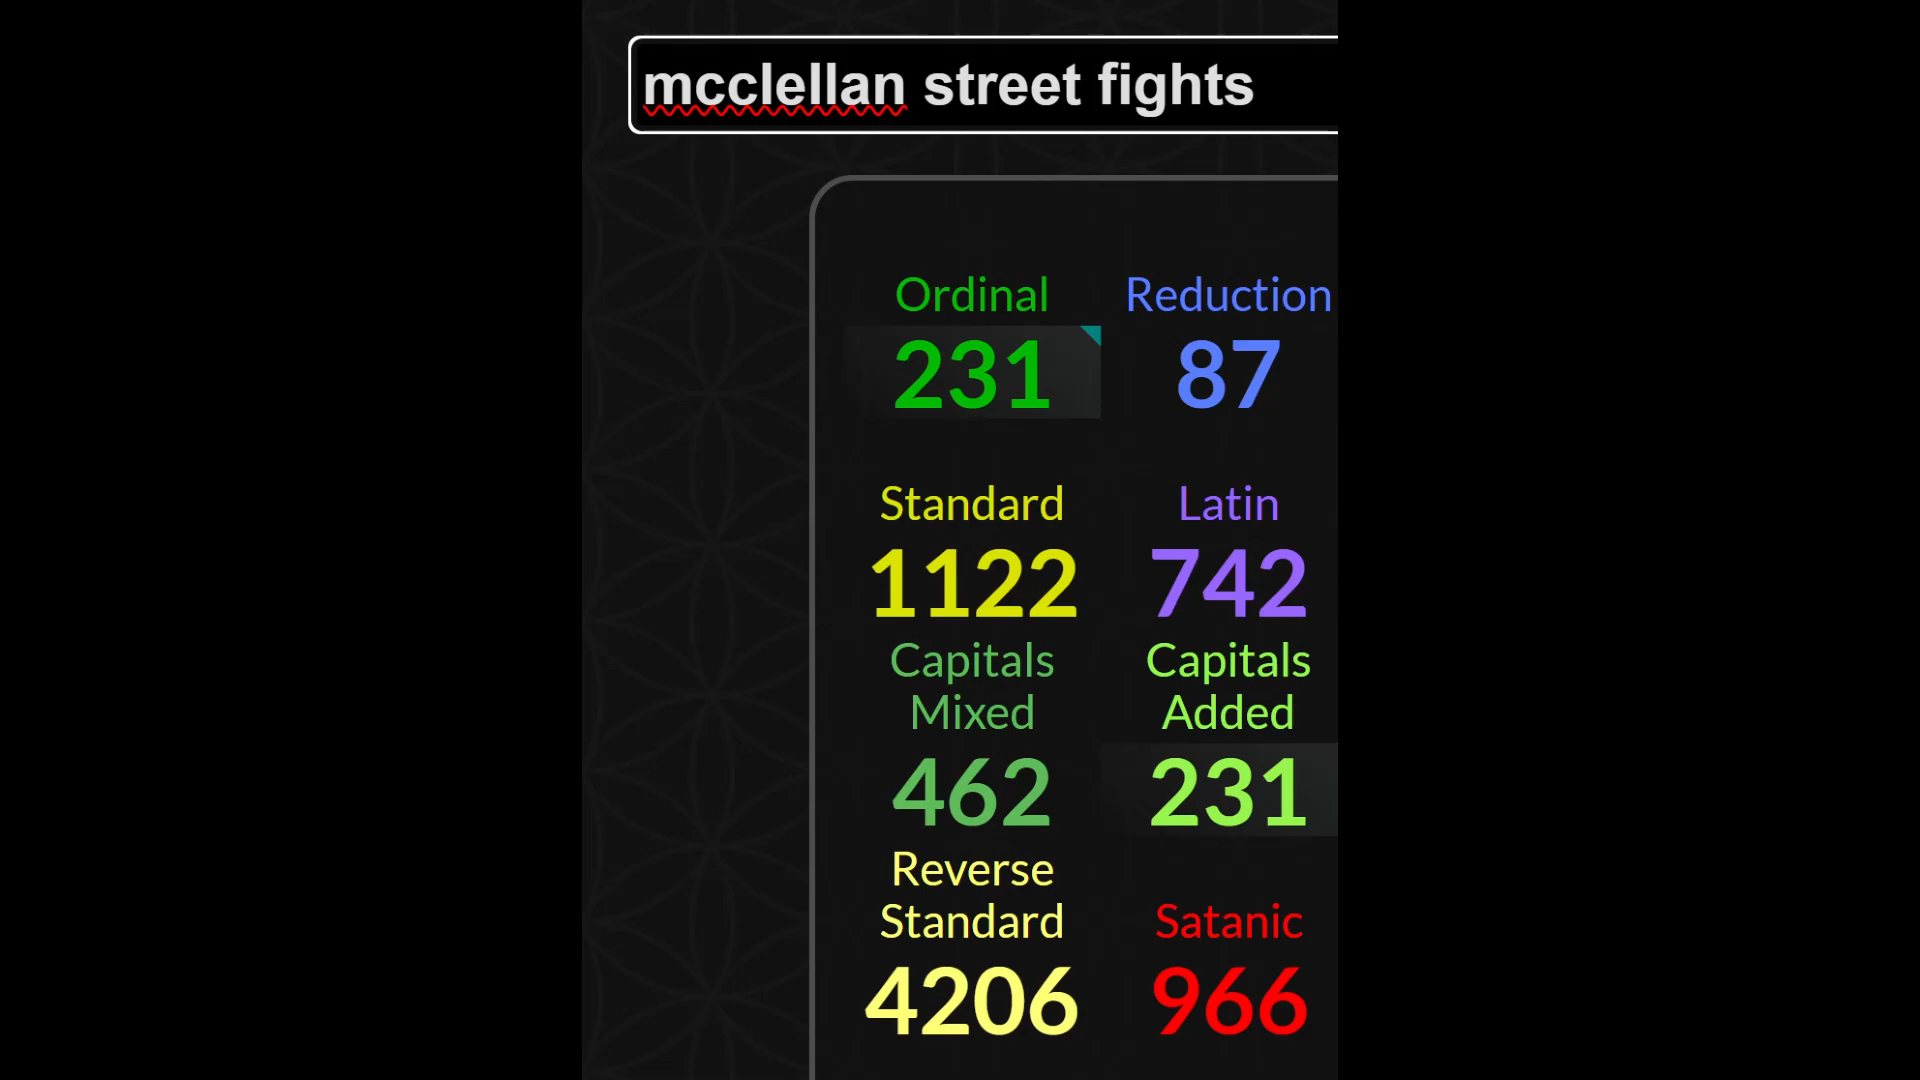 mcclellan street fights
Ordinal Reduction
231 87
Standard Latin
1122 742
Capitals Capitals
Mixed Added
462 231
Reverse
Standard Satanic
4206 966